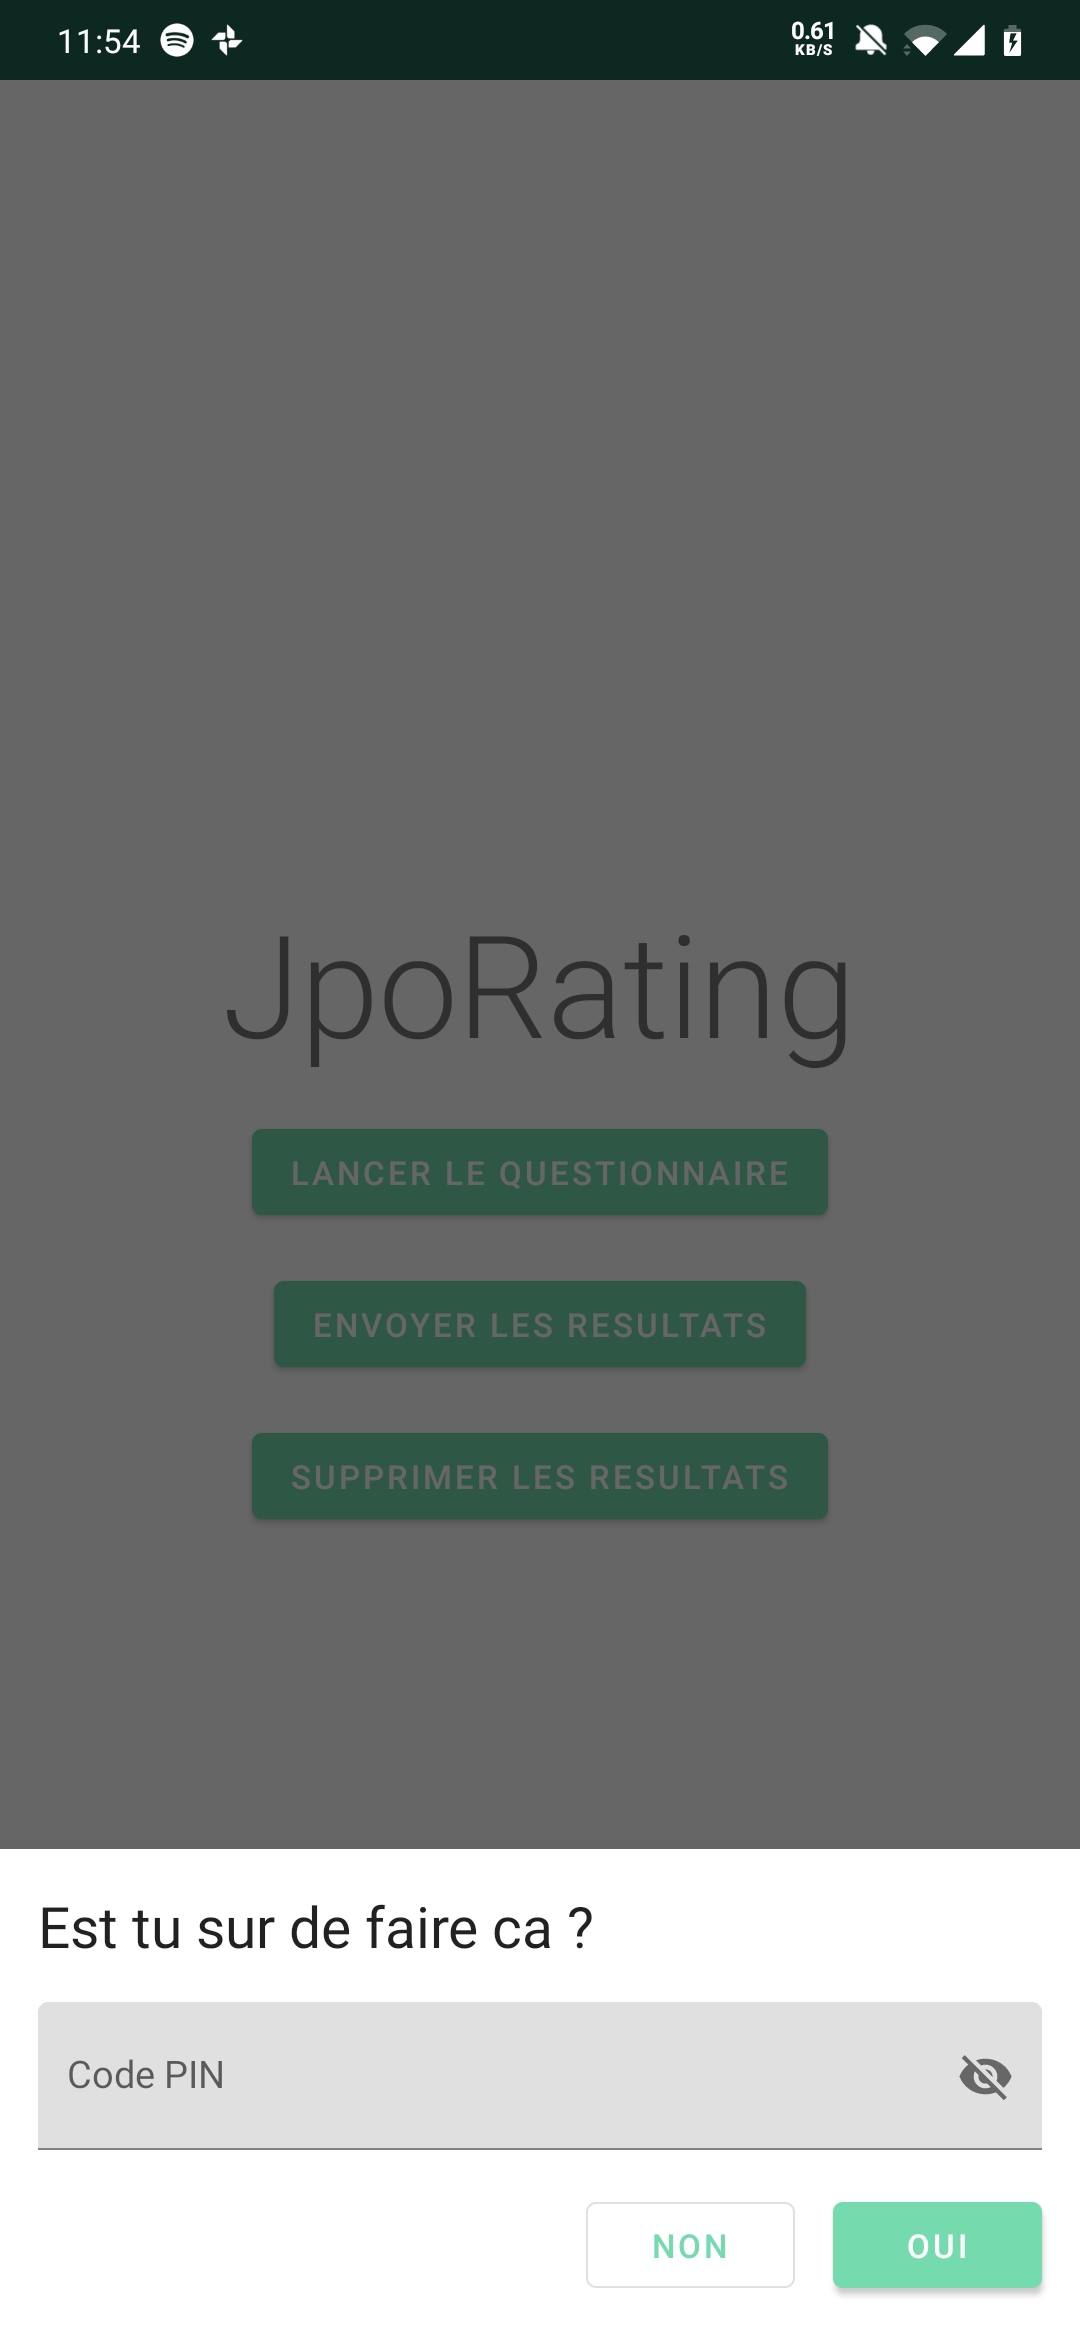 11:54
0.61
KB/S
JpoRating
LANCER LE QUESTIONNAIRE
ENVOYER LES RESULTATS
SUPPRIMER LES RESULTATS
Est tu sur de faire ca ?
Code PIN
NON
OUI